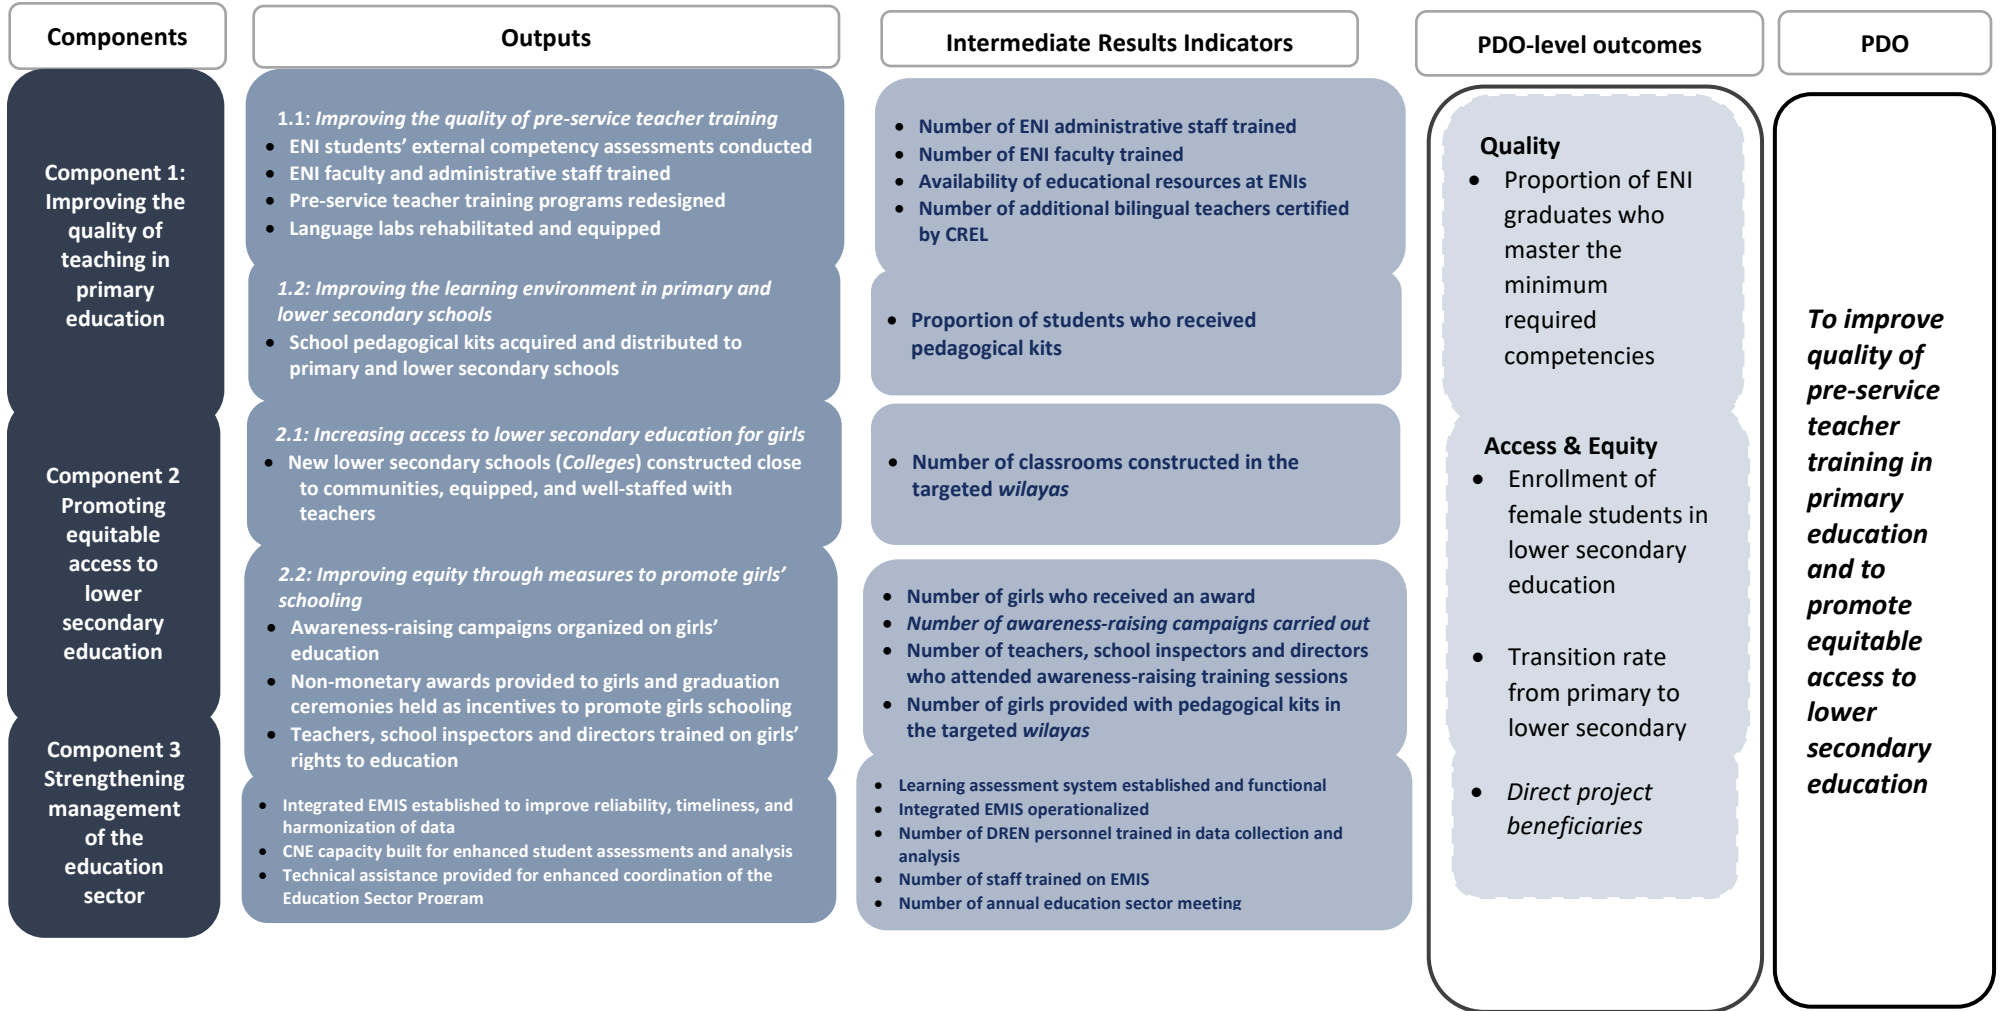 Components
Outputs
Intermediate Results Indicators
PDO-level outcomes
PDO
Component 1:
Improving the
quality of
teaching in
primary
education
Component 2
Promoting
equitable
access to
lower
secondary
education
Component 3
Strengthening
management
of the
education
sector
1.1: Improving the quality of pre-service teacher training
• ENI students’ external competency assessments conducted
• ENI faculty and administrative staff trained
• Pre-service teacher training programs redesigned
• Language labs rehabilitated and equipped
1.2: Improving the learning environment in primary and
lower secondary schools
• School pedagogical kits acquired and distributed to
primary and lower secondary schools
2.1: Increasing access to lower secondary education for girls
• New lower secondary schools (Colleges) constructed close
to communities, equipped, and well-staffed with
teachers
2.2: Improving equity through measures to promote girls’
schooling
• Awareness-raising campaigns organized on girls’
education
• Non-monetary awards provided to girls and graduation
ceremonies held as incentives to promote girls schooling
• Teachers, school inspectors and directors trained on girls’
rights to education
• Integrated EMIS established to improve reliability, timeliness, and
harmonization of data
• CNE capacity built for enhanced student assessments and analysis
• Technical assistance provided for enhanced coordination of the
Education Sector Program
• Number of ENI administrative staff trained
• Number of ENI faculty trained
• Availability of educational resources at ENIs
• Number of additional bilingual teachers certified
by CREL
• Proportion of students who received
pedagogical kits
• Number of classrooms constructed in the
targeted wilayas
• Number of girls who received an award
• Number of awareness-raising campaigns carried out
• Number of teachers, school inspectors and directors
who attended awareness-raising training sessions
• Number of girls provided with pedagogical kits in
the targeted wilayas
• Learning assessment system established and functional
• Integrated EMIS operationalized
• Number of DREN personnel trained in data collection and
analysis
• Number of staff trained on EMIS
• Number of annual education sector meeting
Quality
• Proportion of ENI
graduates who
master the
minimum
required
competencies
Access & Equity
• Enrollment of
female students in
lower secondary
education
• Transition rate
from primary to
lower secondary
• Direct project
beneficiaries
To improve
quality of
pre-service
teacher
training in
primary
education
and to
promote
equitable
access to
lower
secondary
education